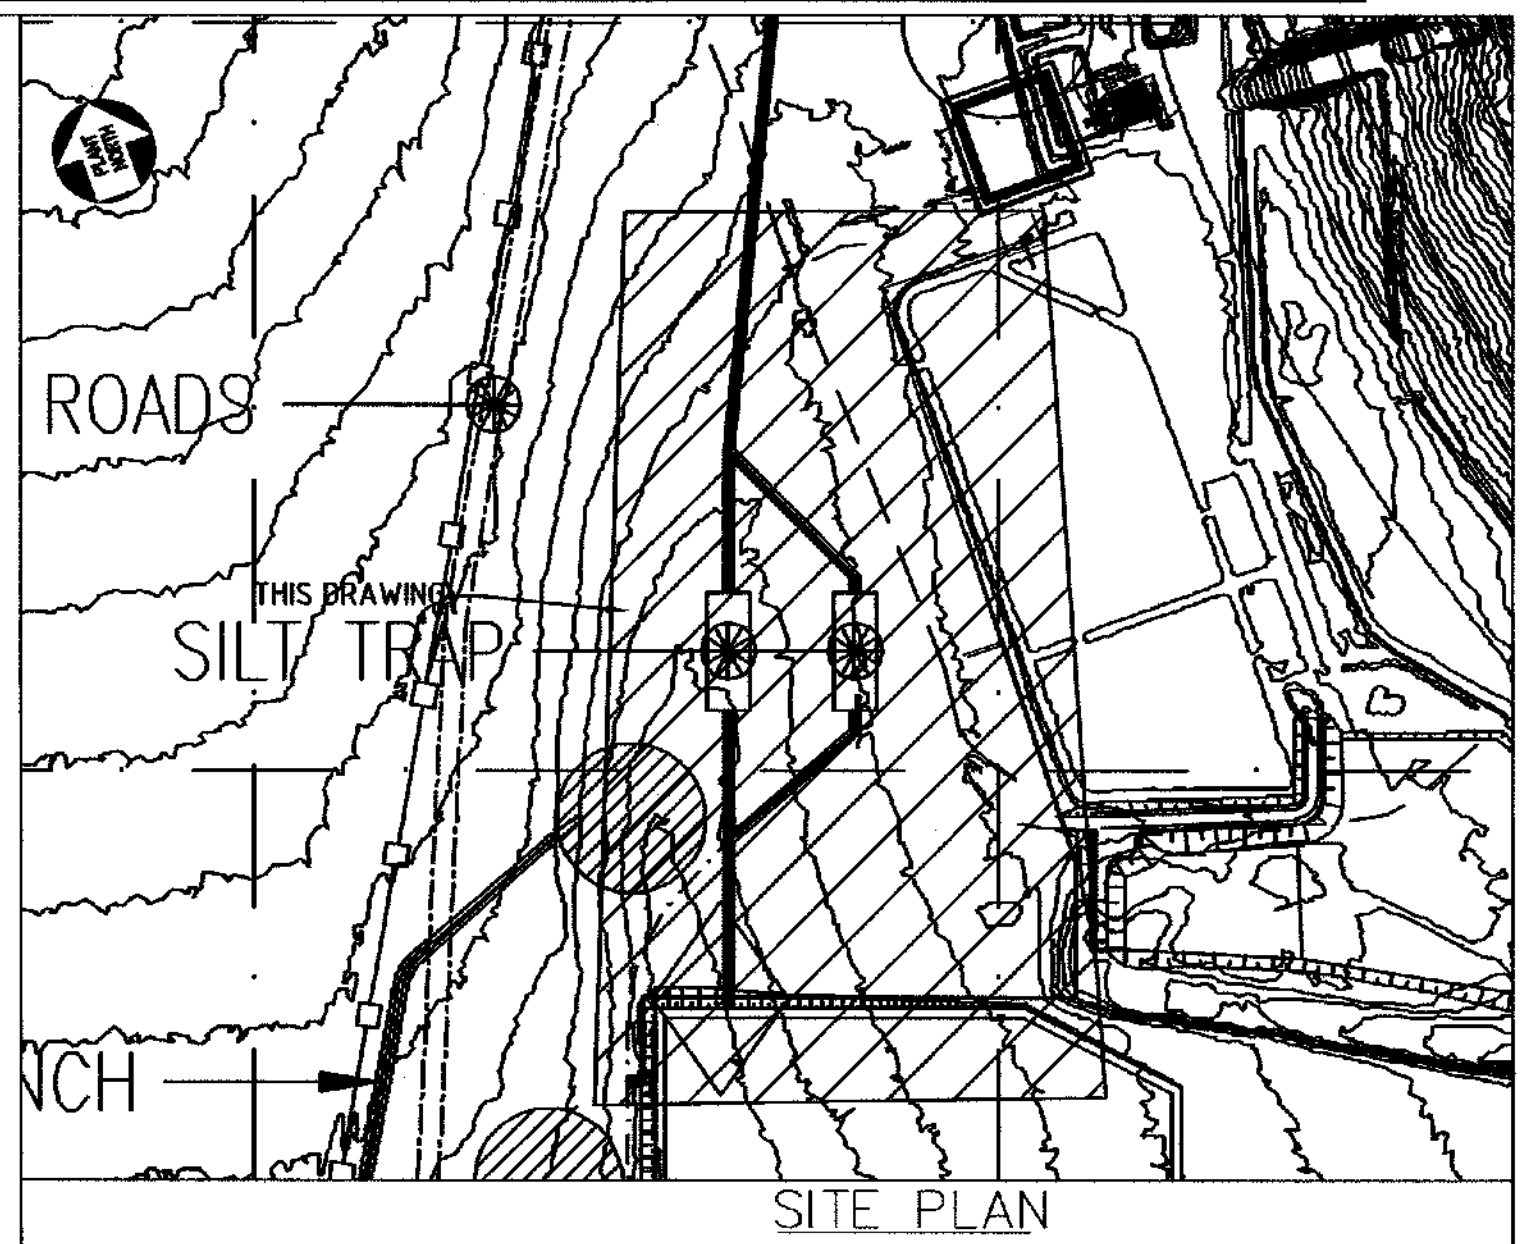 PLANT
NORTH
ROADS
THIS DRAWING
SILT TRAP
NCH
SITE PLAN